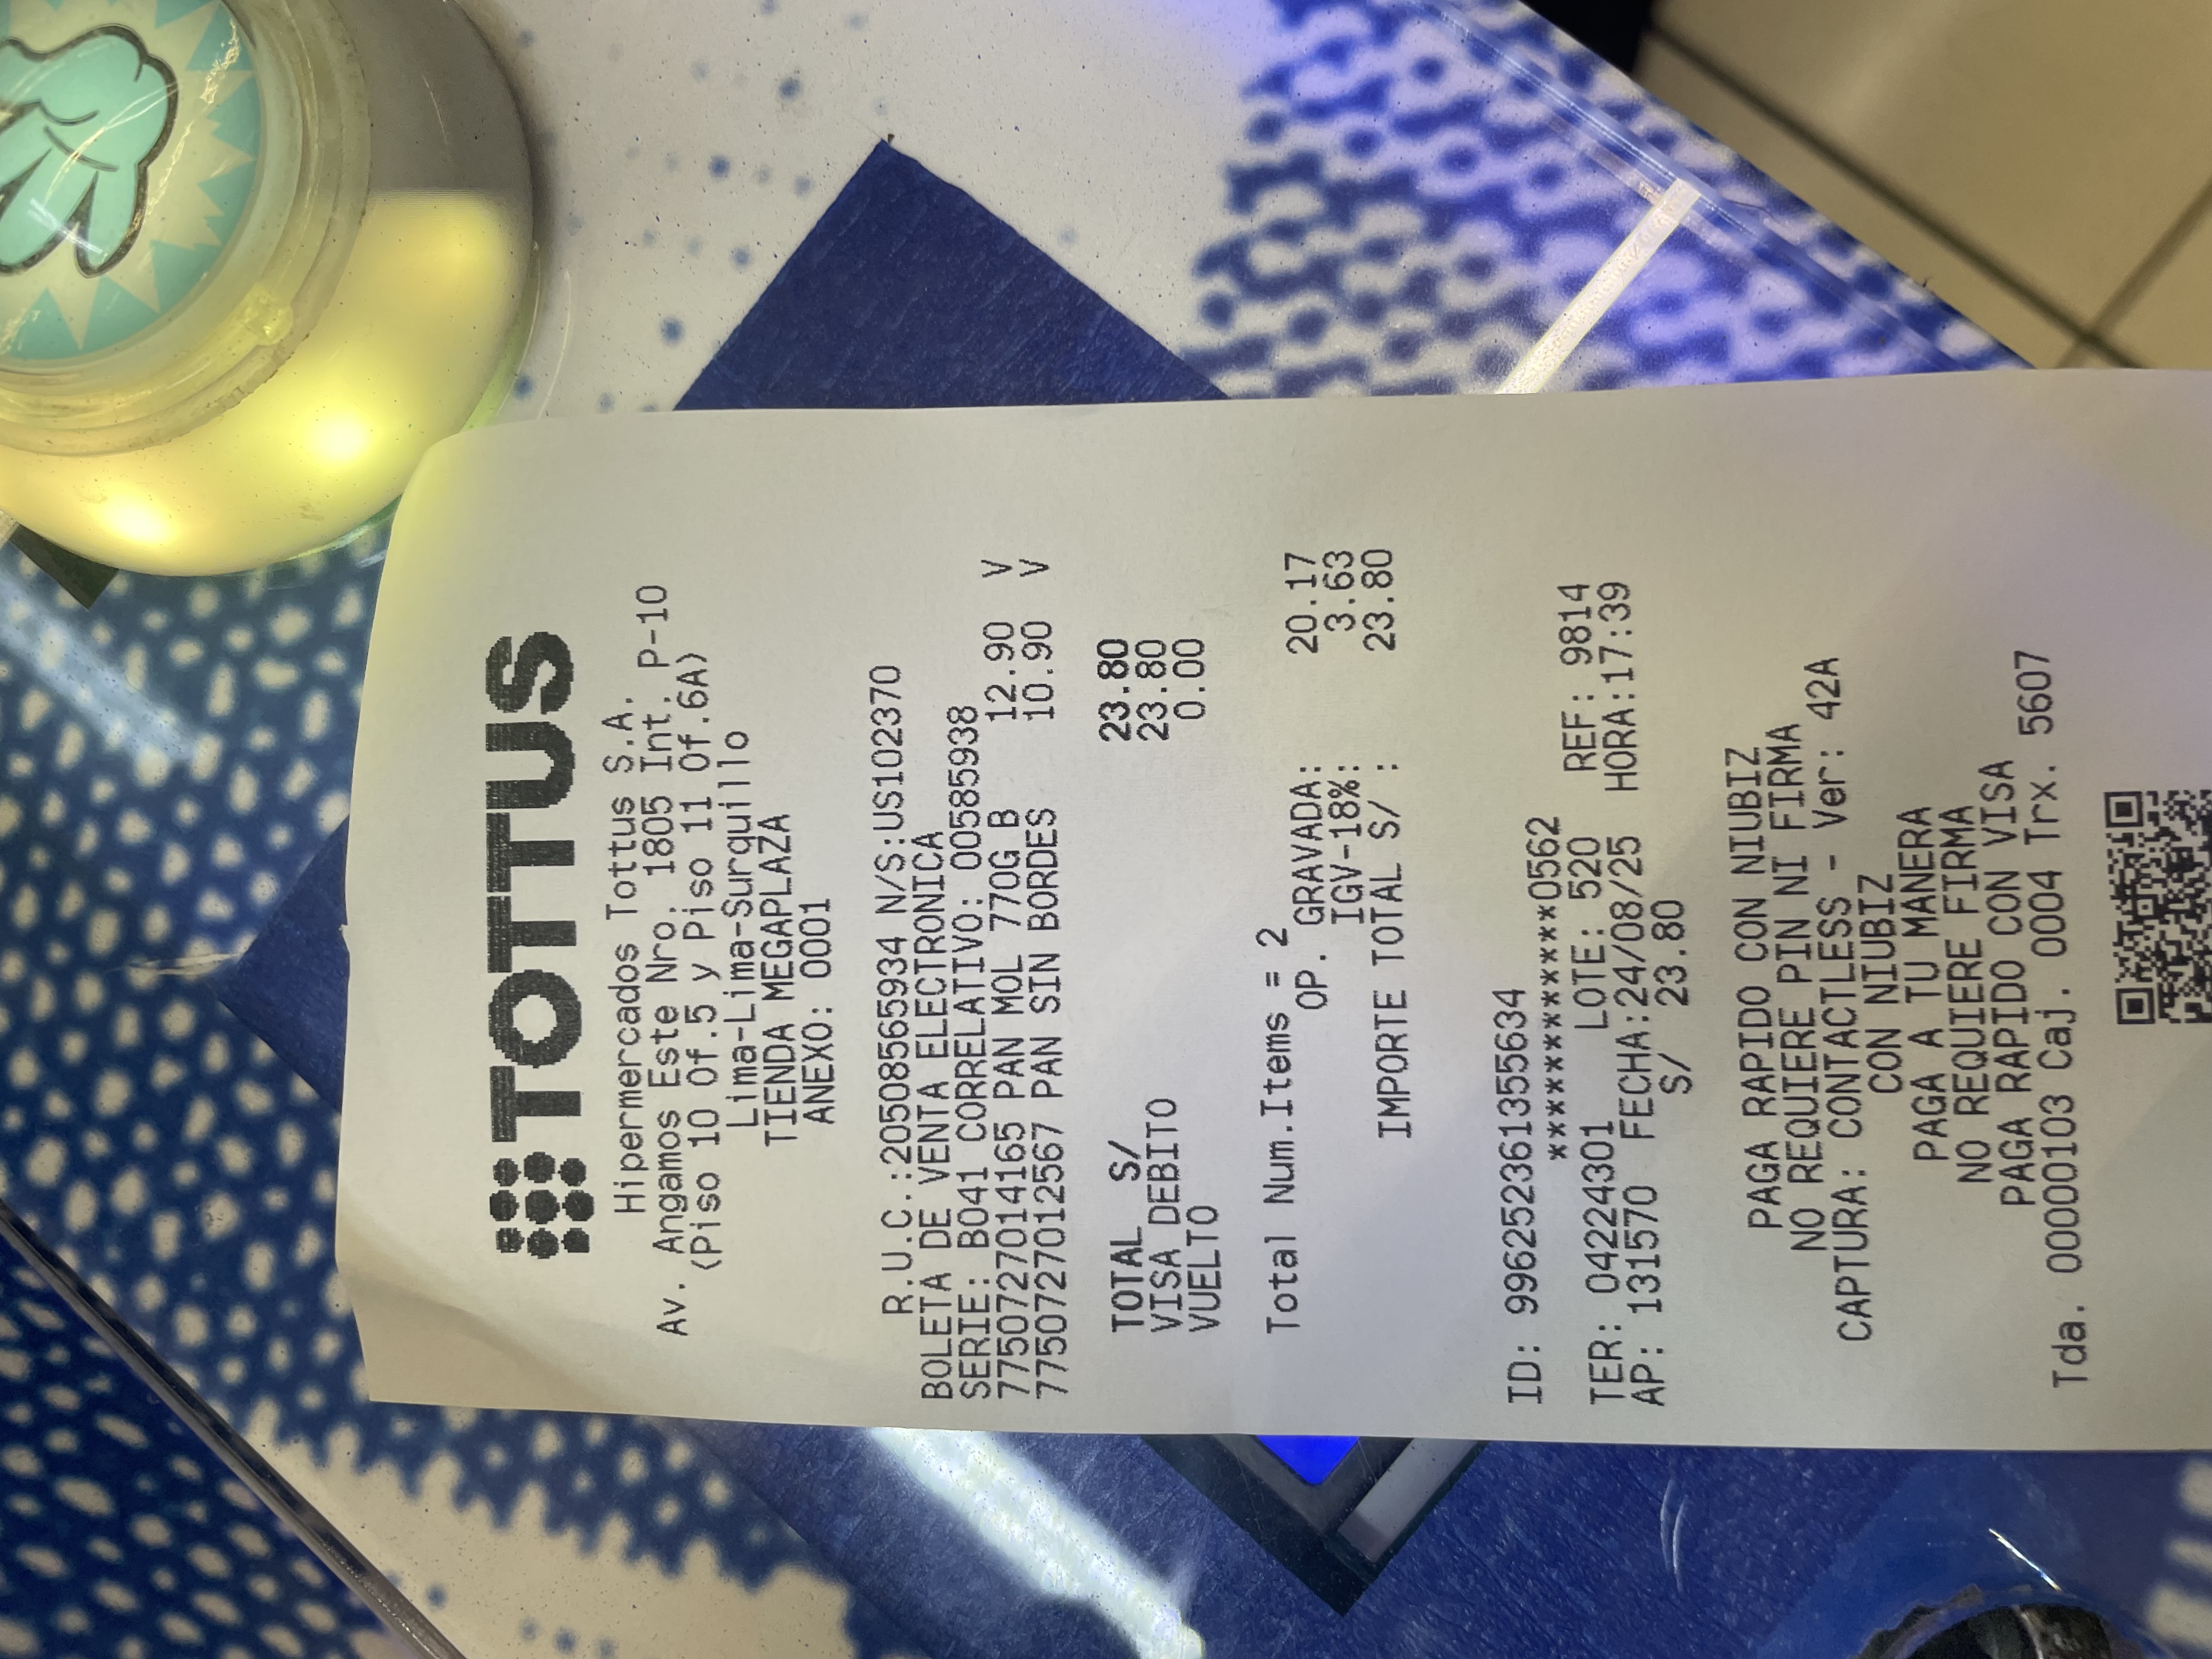 TOTTUS
Hipermercados Tottus S.A.
Av. Angamos Este Nro. 1805 Int. P-10
(Piso 10 Of.5 y Piso 11 Of.6A)
Lima-Lima-Surquillo
TIENDA MEGAPLAZA
ANEXO: 0001
R.U.C.:20508565934 N/S:US102370
BOLETA DE VENTA ELECTRONICA
SERIE: B041 CORRELATIVO: 00585938
7750727014165 PAN MOL 770G B 12.90 V
7750727012567 PAN SIN BORDES 10.90 V
TOTAL S/ 23.80
VISA DEBITO 23.80
VUELTO 0.00
Total Num.Items = 2
OP. GRAVADA: 20.17
IGV-18%: 3.63
IMPORTE TOTAL S/ : 23.80
ID: 996252361355634
************0562
TER: 04224301 LOTE: 520 REF: 9814
AP: 131570 FECHA:24/08/25 HORA:17:39
S/ 23.80
PAGA RAPIDO CON NIUBIZ
NO REQUIERE PIN NI FIRMA
CAPTURA: CONTACTLESS - Ver: 42A
CON NIUBIZ
PAGA A TU MANERA
NO REQUIERE FIRMA
PAGA RAPIDO CON VISA
Tda. 00000103 Caj. 0004 Trx. 5607